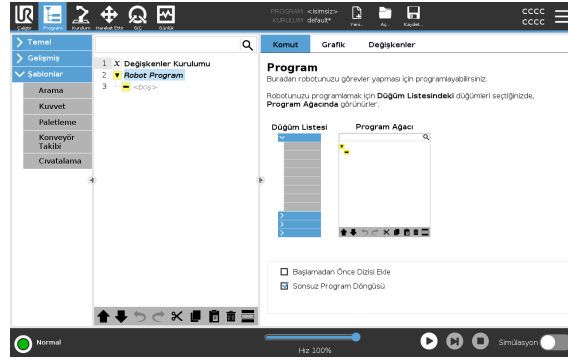 UR
Çalıştır
Program
Kurulum
Hareket Ettir
G/Ç
Günlük
PROGRAM <isimsiz>
KURULUM default*
Yeni...
Aç...
Kaydet...
CCCC
CCCC
Temel
Gelişmiş
Şablonlar
Arama
Kuvvet
Paletleme
Konveyör
Takibi
Cıvatalama
1 X Değişkenler Kurulumu
2 Robot Program
3 <boş>
Komut
Grafik
Değişkenler
Program
Buradan robotunuzu görevler yapması için programlayabilirsiniz.
Robotunuzu programlamak için Düğüm Listesindeki düğümleri seçtiğinizde,
Program Ağacında görünürler.
Düğüm Listesi
Program Ağacı
Başlamadan Önce Dizisi Ekle
Sonsuz Program Döngüsü
Normal
Hız 100%
Simülasyon